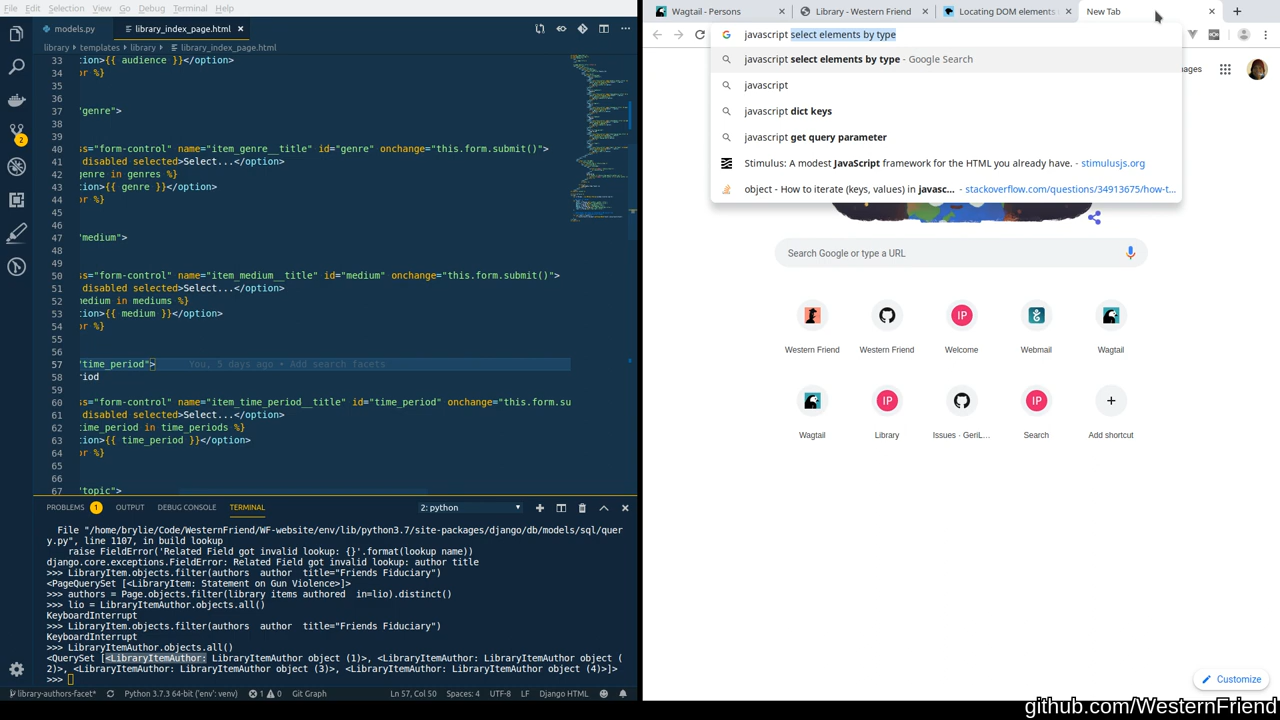 File Edit Selection View Go Debug Terminal Help
models.py
library_index_page.html
library › templates › library › library_index_page.html
33 tion>{{ audience }}</option>
34 or %}
35
36
37 'genre">
38
39
40 ss="form-control" name="item_genre__title" id="genre" onchange="this.form.submit()">
41 disabled selected>Select...</option>
42 genre in genres %}
43 tion>{{ genre }}</option>
44 or %}
45
46
47 'medium">
48
49
50 ss="form-control" name="item_medium__title" id="medium" onchange="this.form.submit()">
51 disabled selected>Select...</option>
52 medium in mediums %}
53 tion>{{ medium }}</option>
54 or %}
55
56
57 'time_period"> You, 5 days ago • Add search facets
58 riod
59
60 ss="form-control" name="item_time_period__title" id="time_period" onchange="this.form.su
61 disabled selected>Select...</option>
62 time_period in time_periods %}
63 tion>{{ time_period }}</option>
64 or %}
65
66
67 'topic">
PROBLEMS 1 OUTPUT DEBUG CONSOLE TERMINAL 2: python
File "/home/brylie/Code/WesternFriend/WF-website/env/lib/python3.7/site-packages/django/db/models/sql/quer
y.py", line 1107, in build lookup
raise FieldError('Related Field got invalid lookup: {}'.format(lookup name))
django.core.exceptions.FieldError: Related Field got invalid lookup: author title
>>> LibraryItem.objects.filter(authors  author  title="Friends Fiduciary")
<PageQuerySet [<LibraryItem: Statement on Gun Violence>]>
>>> authors = Page.objects.filter(library items authored  in=lio).distinct()
>>> lio = LibraryItemAuthor.objects.all()
KeyboardInterrupt
>>> LibraryItem.objects.filter(authors  author  title="Friends Fiduciary")
KeyboardInterrupt
>>> LibraryItemAuthor.objects.all()
<QuerySet [<LibraryItemAuthor: LibraryItemAuthor object (1)>, <LibraryItemAuthor: LibraryItemAuthor object (
2)>, <LibraryItemAuthor: LibraryItemAuthor object (3)>, <LibraryItemAuthor: LibraryItemAuthor object (4)>]>
>>>
library-authors-facet* Python 3.7.3 64-bit ('env': venv) 1 0 Git Graph Ln 57, Col 50 Spaces: 4 UTF-8 LF Django HTML
Wagtail - Persons
Library - Western Friend
Locating DOM elements
New Tab
javascript select elements by type
javascript select elements by type - Google Search
javascript
javascript dict keys
javascript get query parameter
Stimulus: A modest JavaScript framework for the HTML you already have. - stimulusjs.org
object - How to iterate (keys, values) in javasc... - stackoverflow.com/questions/34913675/how-t...
ages
Search Google or type a URL
Western Friend
Western Friend
Welcome
Webmail
Wagtail
Wagtail
Library
Issues · GeriL...
Search
Add shortcut
IP
IP
IP
Customize
github.com/WesternFriend